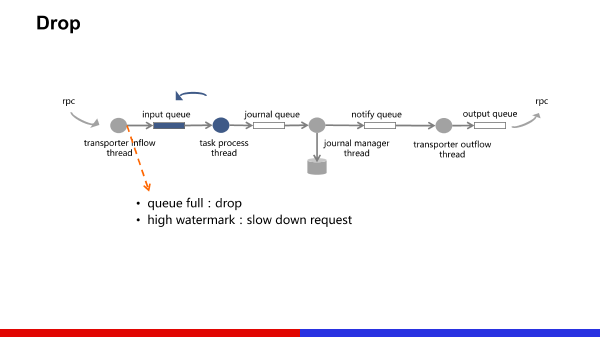 Drop
rpc
rpc
input queue
journal queue
notify queue
output queue
transporter inflow
thread
task process
thread
journal manager
thread
transporter outflow
thread
• queue full：drop
• high watermark：slow down request